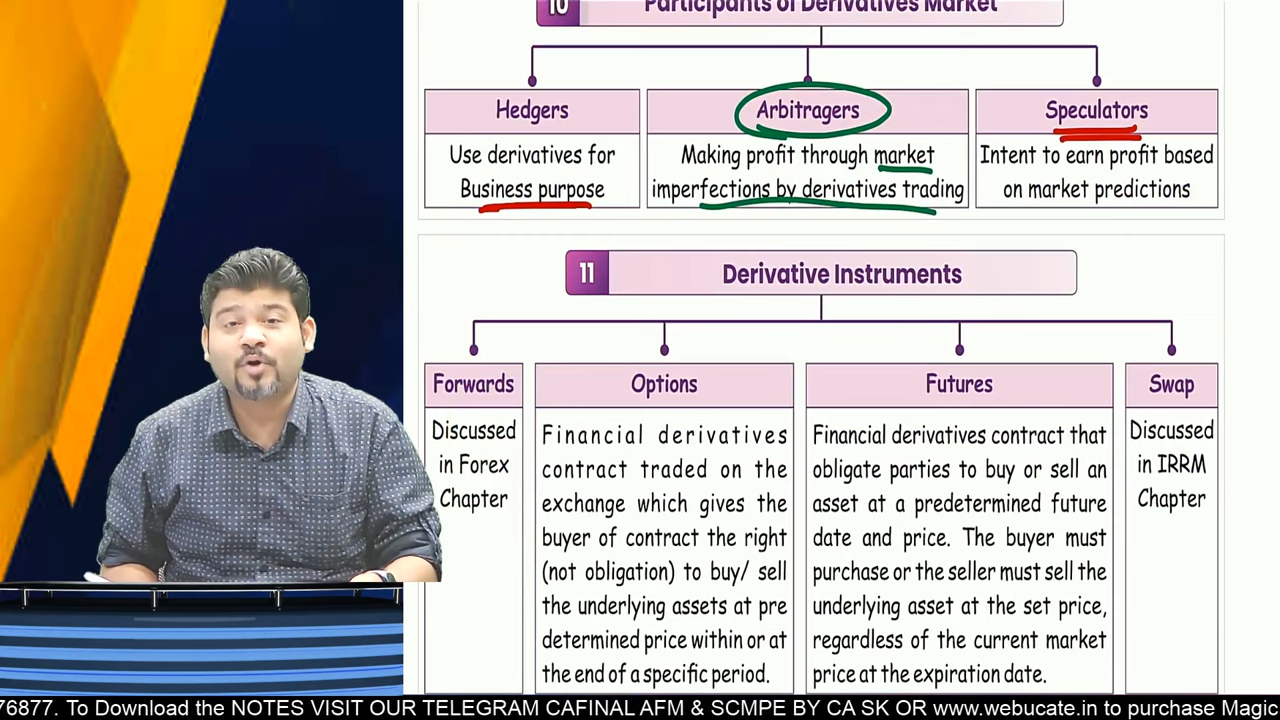 10 Participants of Derivatives Market
Hedgers
Use derivatives for
Business purpose
Arbitragers
Making profit through market
imperfections by derivatives trading
Speculators
Intent to earn profit based
on market predictions
11 Derivative Instruments
Forwards
Discussed
in Forex
Chapter
Options
Financial derivatives
contract traded on the
exchange which gives the
buyer of contract the right
(not obligation) to buy/ sell
the underlying assets at pre
determined price within or at
the end of a specific period.
Futures
Financial derivatives contract that
obligate parties to buy or sell an
asset at a predetermined future
date and price. The buyer must
purchase or the seller must sell the
underlying asset at the set price,
regardless of the current market
price at the expiration date.
Swap
Discussed
in IRRM
Chapter
76877. To Download the NOTES VISIT OUR TELEGRAM CAFINAL AFM & SCMPE BY CA SK OR www.webucate.in to purchase Magic